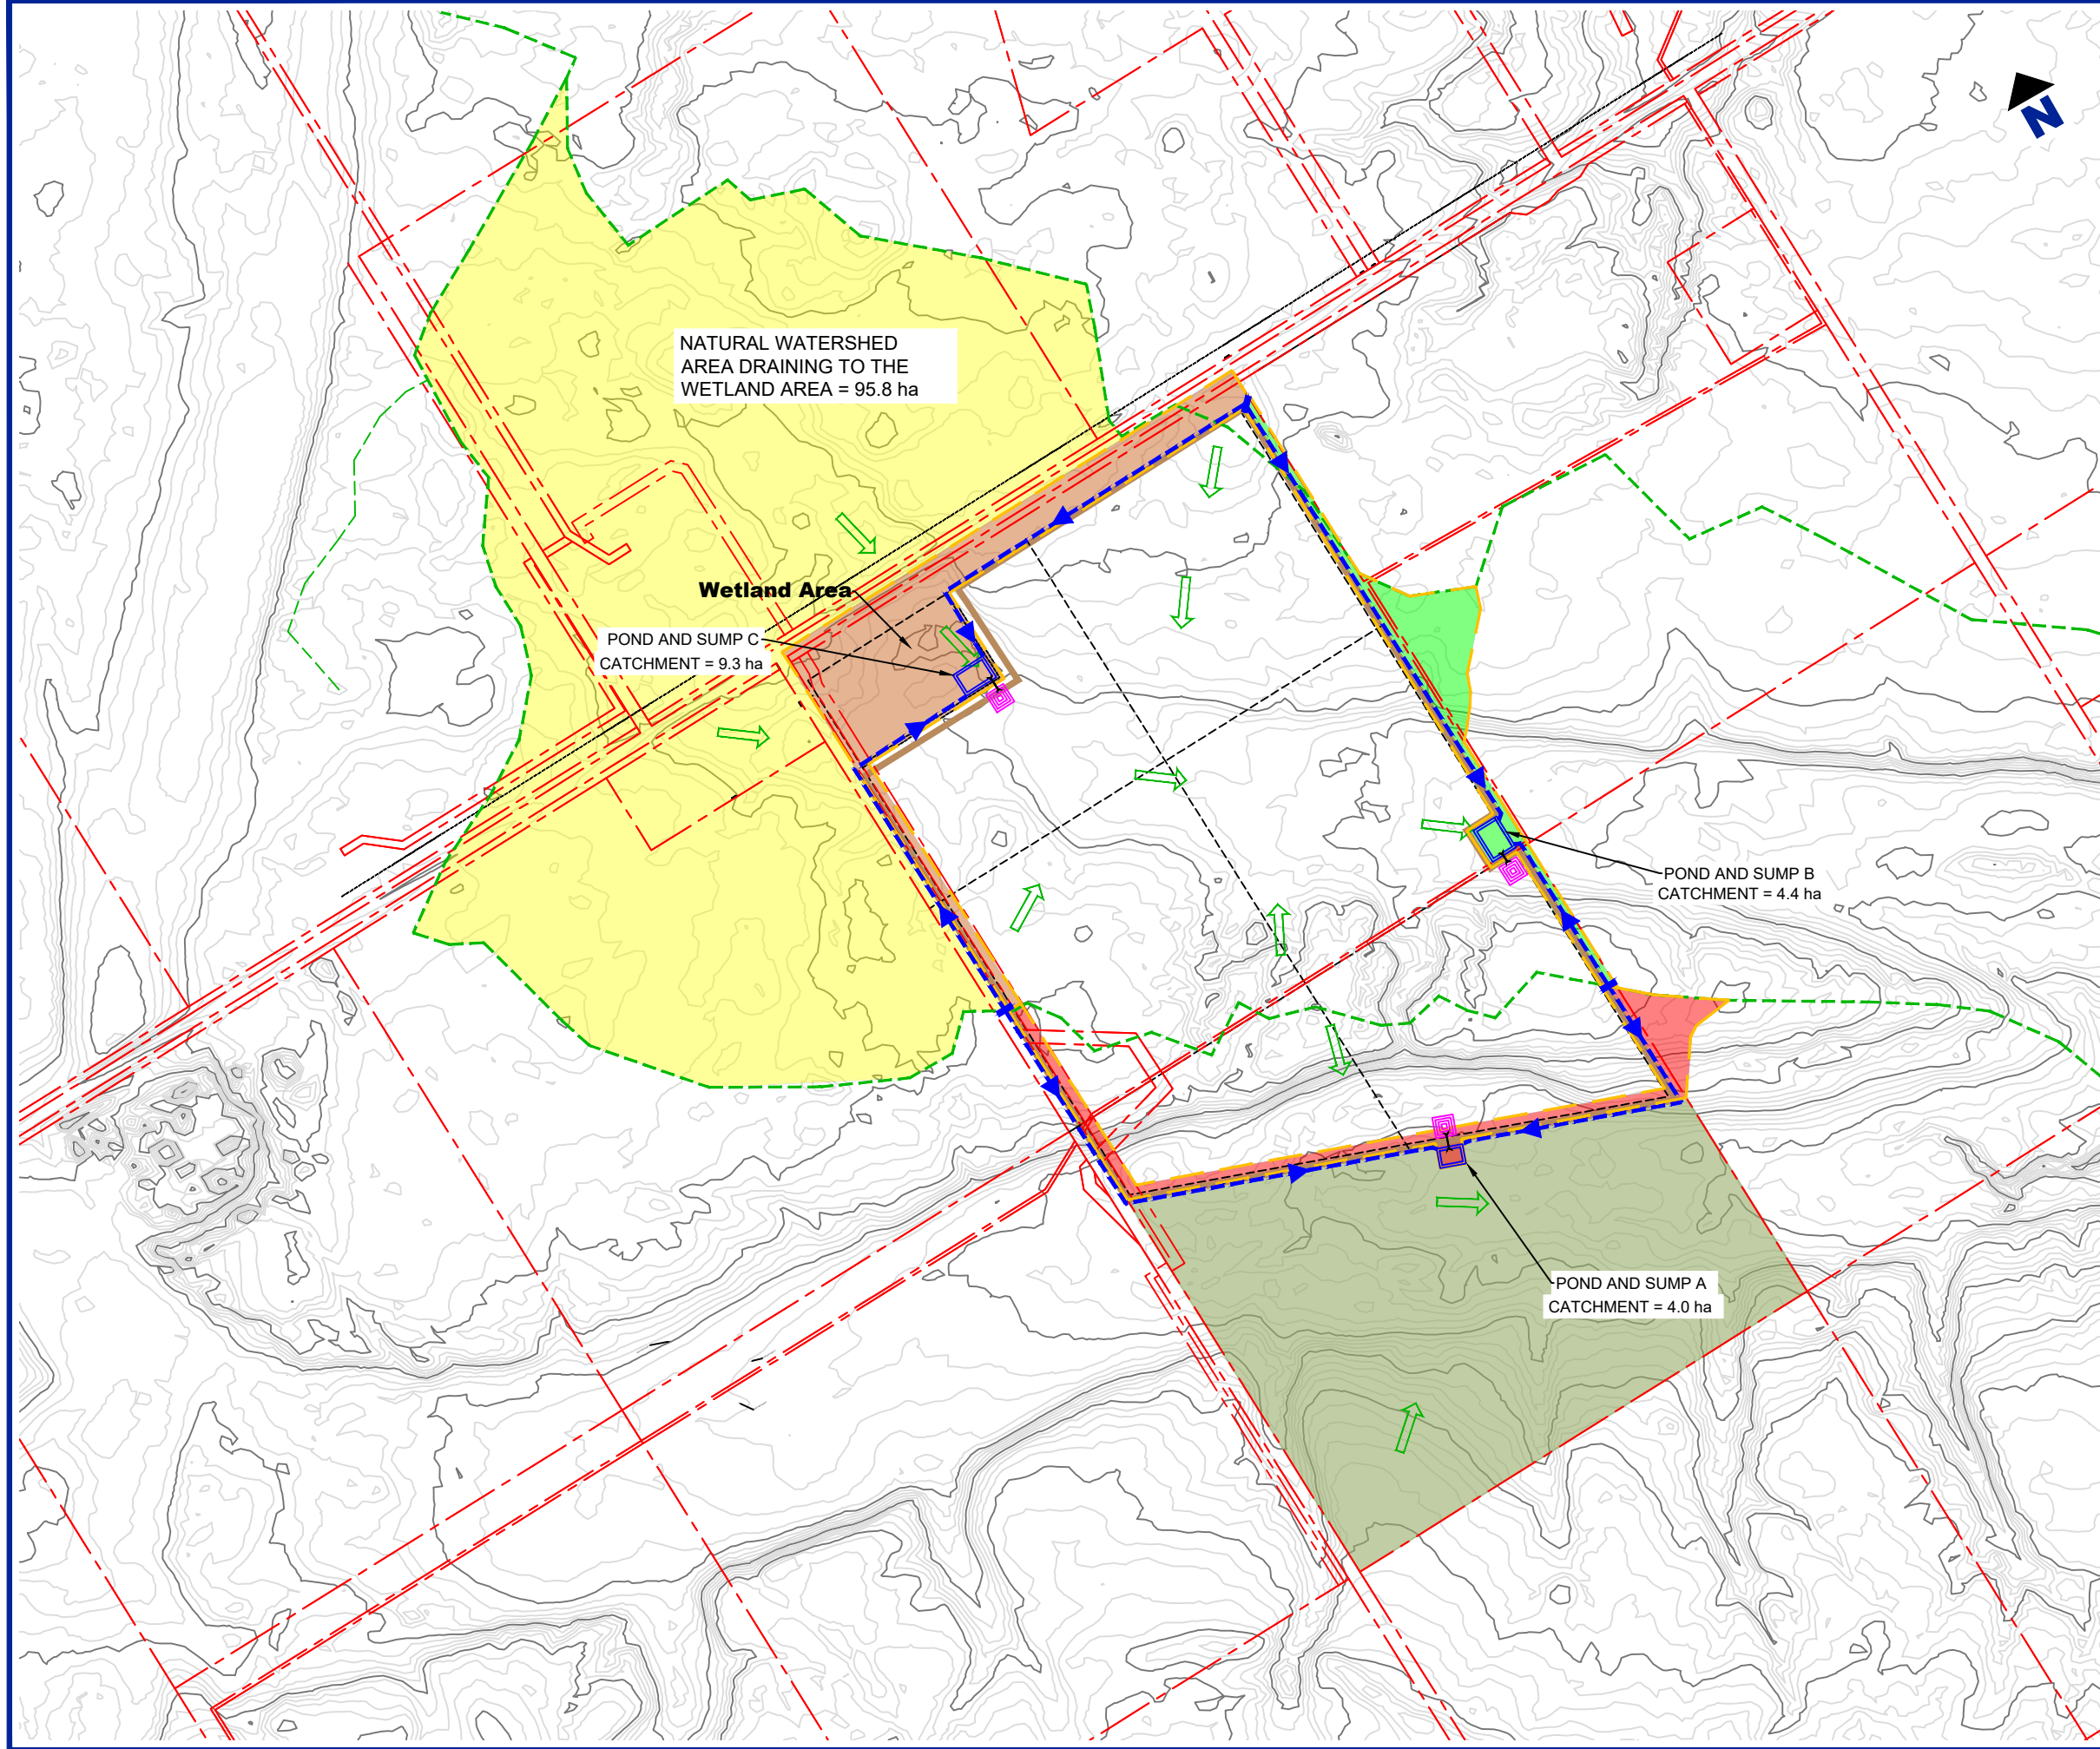 N
NATURAL WATERSHED
AREA DRAINING TO THE
WETLAND AREA = 95.8 ha
Wetland Area
POND AND SUMP C
CATCHMENT = 9.3 ha
POND AND SUMP B
CATCHMENT = 4.4 ha
POND AND SUMP A
CATCHMENT = 4.0 ha